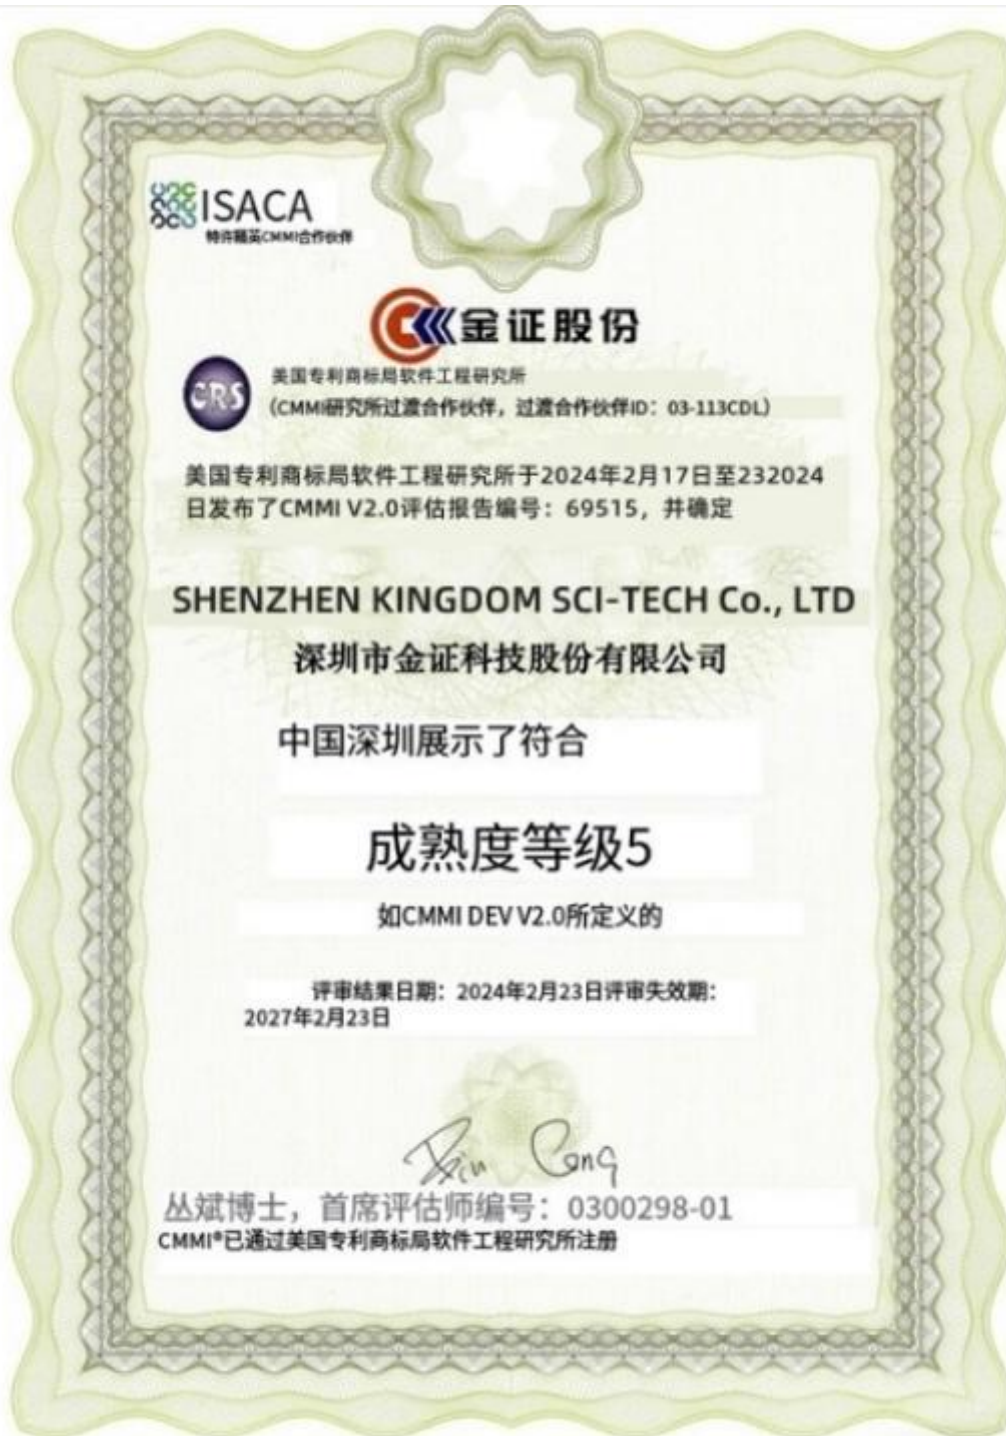 ISACA
特许精英CMMI合作伙伴
金证股份
CRS
美国专利商标局软件工程研究所
（CMMI研究所过渡合作伙伴，过渡合作伙伴ID：03-113CDL）
美国专利商标局软件工程研究所于2024年2月17日至232024
日发布了CMMI V2.0评估报告编号：69515，并确定
SHENZHEN KINGDOM SCI-TECH Co., LTD
深圳市金证科技股份有限公司
中国深圳展示了符合
成熟度等级5
如CMMI DEV V2.0所定义的
评审结果日期：2024年2月23日评审失效期：
2027年2月23日
丛斌博士，首席评估师编号：0300298-01
CMMI®已通过美国专利商标局软件工程研究所注册